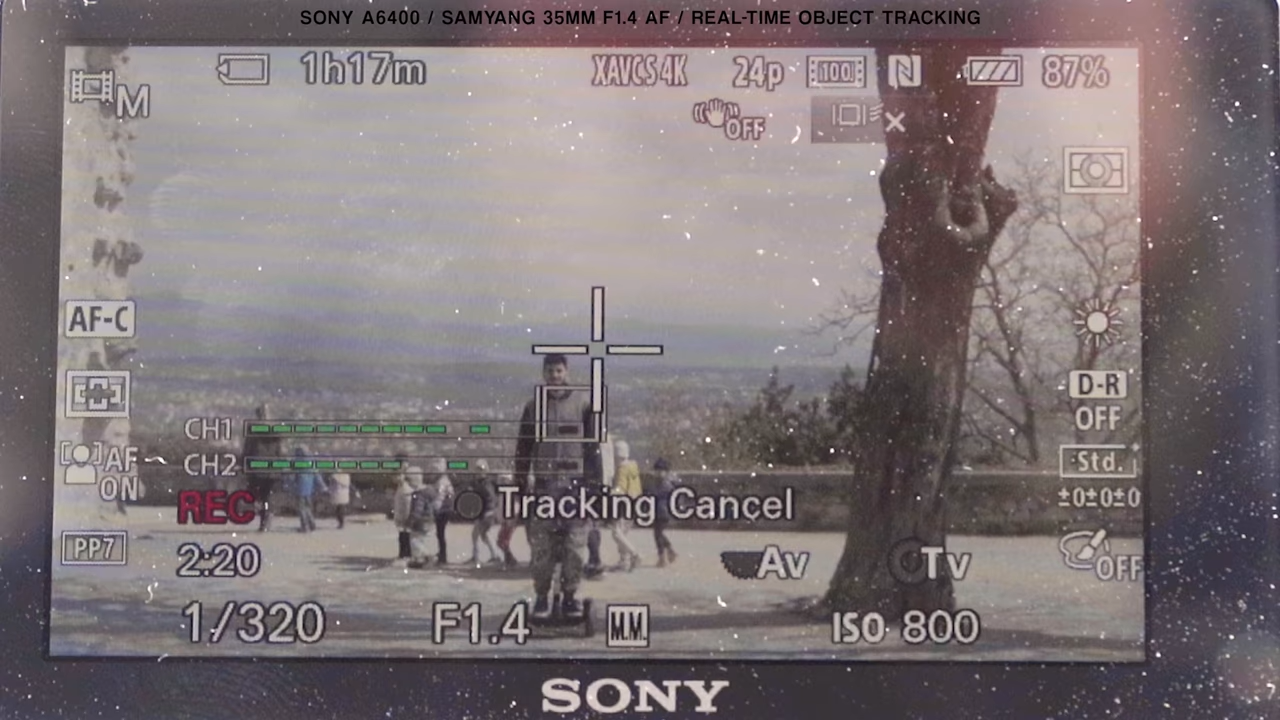 SONY A6400 / SAMYANG 35MM F1.4 AF / REAL-TIME OBJECT TRACKING
M 1h17m XAVC S 4K 24p 100 N 87%
OFF
AF-C
D-R
OFF
CH1
CH2
AF ON
Std.
±0±0±0
REC
Tracking Cancel
PP7
2:20
Av
Tv
OFF
1/320 F1.4 M.M. ISO 800
SONY